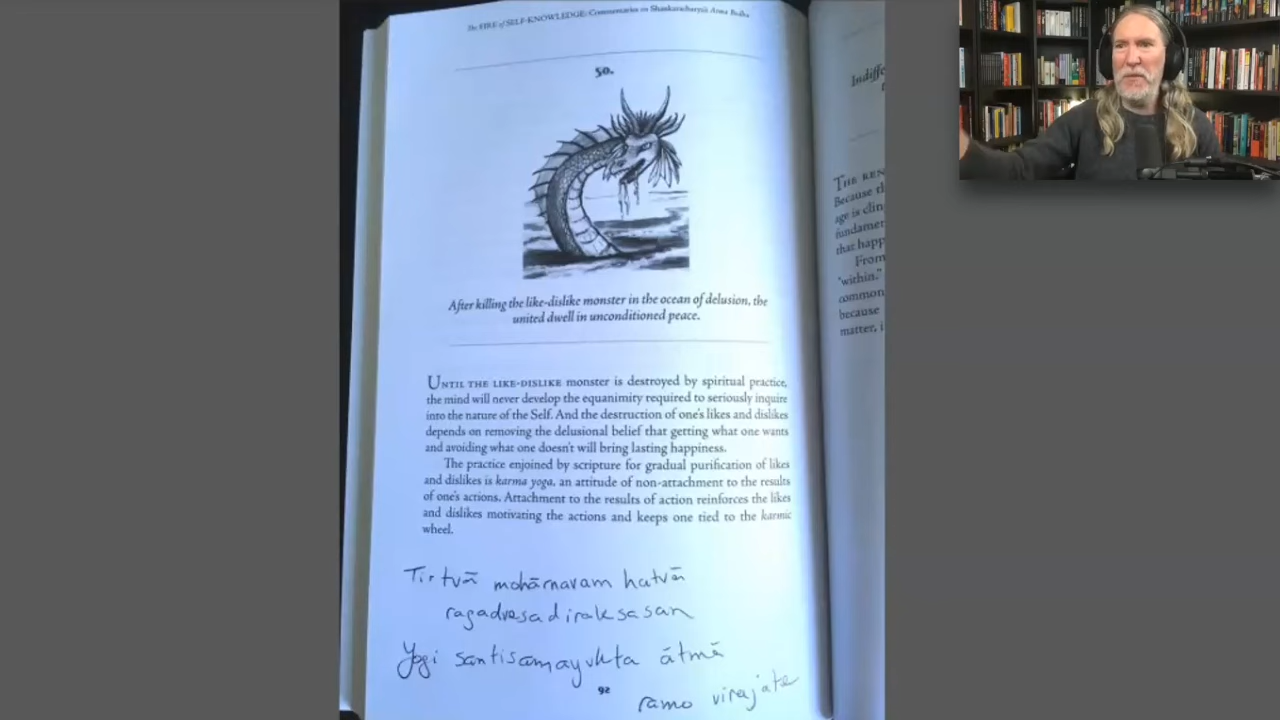 The FIRE of SELF-KNOWLEDGE: Commentaries on Shankaracharya's Atma Bodha
50.
After killing the like-dislike monster in the ocean of delusion, the
united dwell in unconditioned peace.
UNTIL THE LIKE-DISLIKE monster is destroyed by spiritual practice,
the mind will never develop the equanimity required to seriously inquire
into the nature of the Self. And the destruction of one's likes and dislikes
depends on removing the delusional belief that getting what one wants
and avoiding what one doesn't will bring lasting happiness.
The practice enjoined by scripture for gradual purification of likes
and dislikes is karma yoga, an attitude of non-attachment to the results
of one's actions. Attachment to the results of action reinforces the likes
and dislikes motivating the actions and keeps one tied to the karmic
wheel.
Tirtvā mohārnavam hatvā
ragadvesadiraksasan
Yogi santisamayukta ātmā
ramo virajate
92
Indiffe
THE REN
Because th
age is clin
fundamen
that happ
From
"within,"
common
because
matter, i